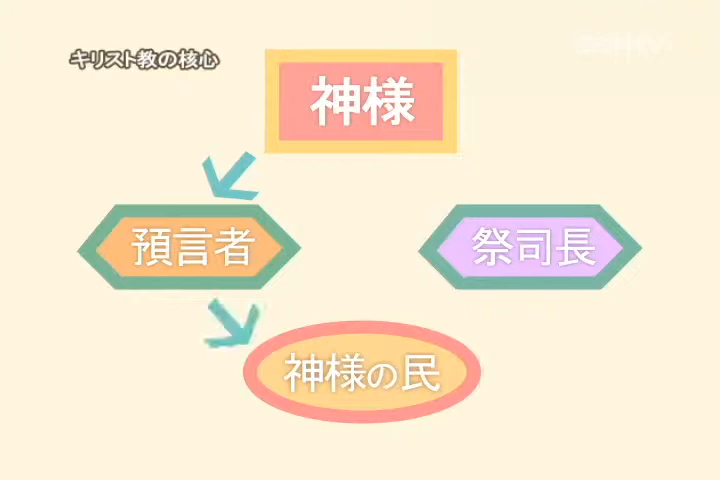 キリスト教の核心
神様
預言者
祭司長
神様の民